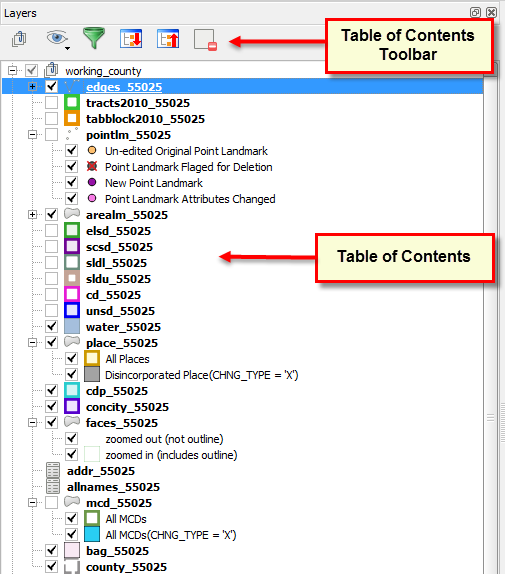 Layers
Table of Contents
Toolbar
working_county
edges_55025
tracts2010_55025
tabblock2010_55025
pointlm_55025
Un-edited Original Point Landmark
Point Landmark Flaged for Deletion
New Point Landmark
Point Landmark Attributes Changed
arealm_55025
elsd_55025
scsd_55025
Table of Contents
sldl_55025
sldu_55025
cd_55025
unsd_55025
water_55025
place_55025
All Places
Disincorporated Place(CHNG_TYPE = 'X')
cdp_55025
concity_55025
faces_55025
zoomed out (not outline)
zoomed in (includes outline)
addr_55025
allnames_55025
mcd_55025
All MCDs
All MCDs(CHNG_TYPE = 'X')
bag_55025
county_55025